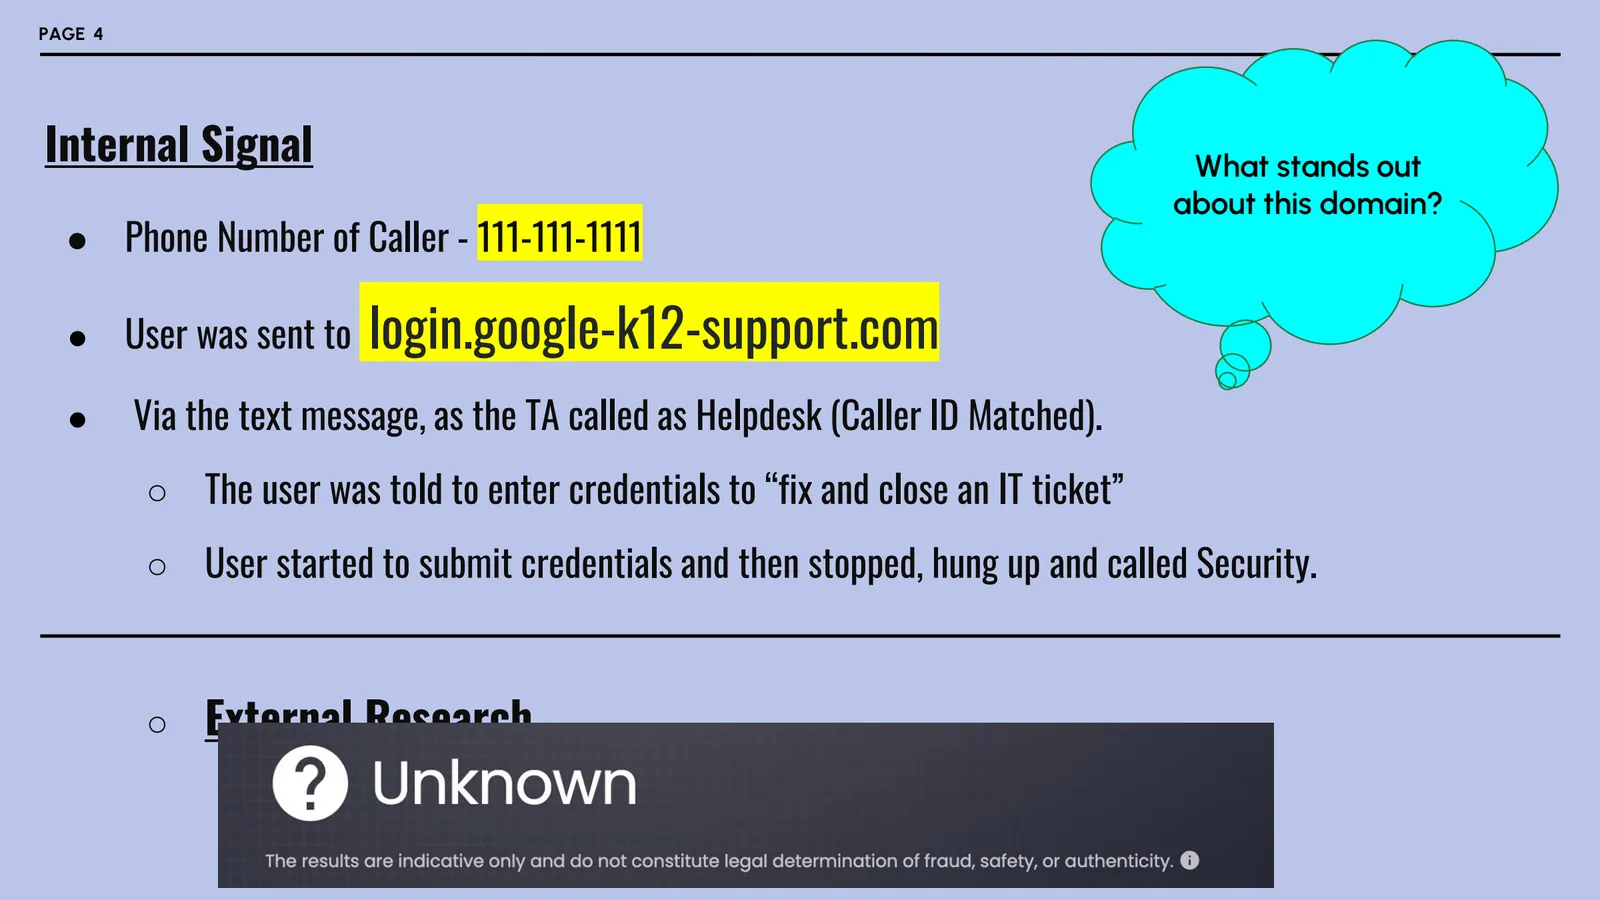 PAGE 4
What stands out
about this domain?
Internal Signal
● Phone Number of Caller - 111-111-1111
● User was sent to login.google-k12-support.com
● Via the text message, as the TA called as Helpdesk (Caller ID Matched).
○ The user was told to enter credentials to “fix and close an IT ticket”
○ User started to submit credentials and then stopped, hung up and called Security.
○ External Research
Unknown
The results are indicative only and do not constitute legal determination of fraud, safety, or authenticity.